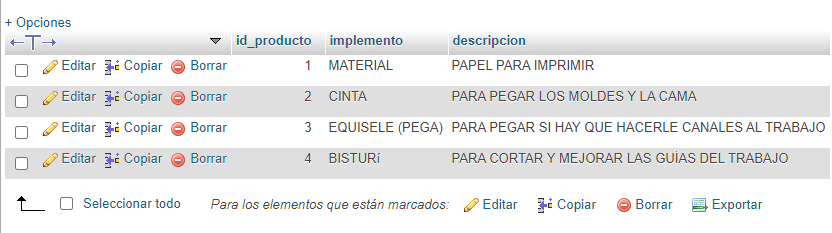 + Opciones
←T→ id_producto implemento descripcion
Editar Copiar Borrar 1 MATERIAL PAPEL PARA IMPRIMIR
Editar Copiar Borrar 2 CINTA PARA PEGAR LOS MOLDES Y LA CAMA
Editar Copiar Borrar 3 EQUISELE (PEGA) PARA PEGAR SI HAY QUE HACERLE CANALES AL TRABAJO
Editar Copiar Borrar 4 BISTURí PARA CORTAR Y MEJORAR LAS GUÍAS DEL TRABAJO
Seleccionar todo Para los elementos que están marcados: Editar Copiar Borrar Exportar